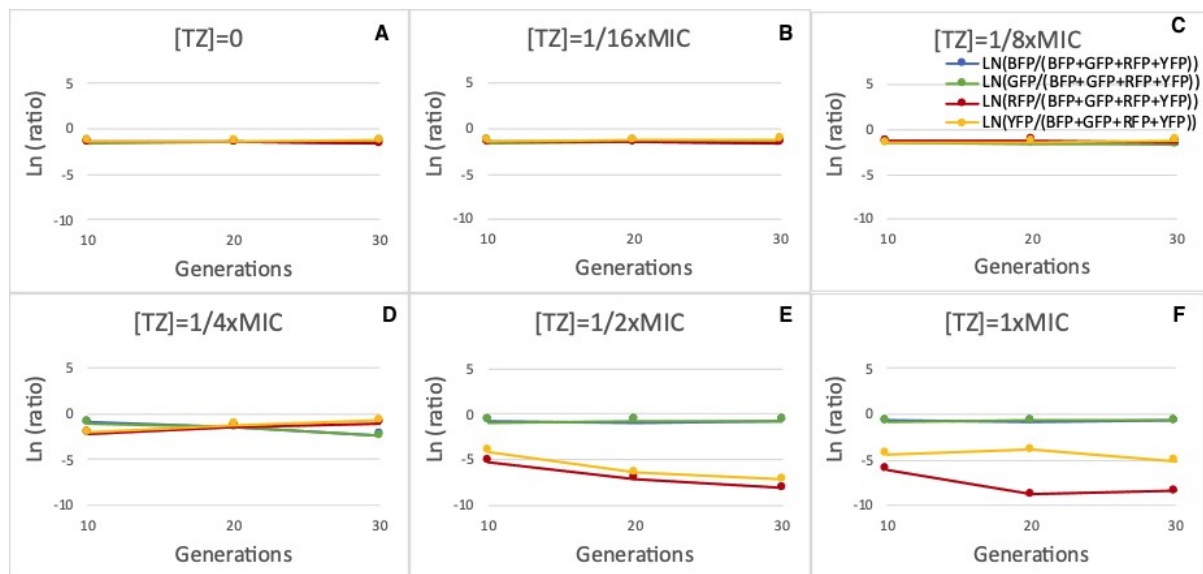 [TZ]=0
A
Ln (ratio)
5
0
-5
-10
10
20
30
Generations
[TZ]=1/16xMIC
B
Ln (ratio)
5
0
-5
-10
10
20
30
Generations
[TZ]=1/8xMIC
C
LN(BFP/(BFP+GFP+RFP+YFP))
LN(GFP/(BFP+GFP+RFP+YFP))
LN(RFP/(BFP+GFP+RFP+YFP))
LN(YFP/(BFP+GFP+RFP+YFP))
Ln (ratio)
5
0
-5
-10
10
20
30
Generations
[TZ]=1/4xMIC
D
Ln (ratio)
5
0
-5
-10
10
20
30
Generations
[TZ]=1/2xMIC
E
Ln (ratio)
5
0
-5
-10
10
20
30
Generations
[TZ]=1xMIC
F
Ln (ratio)
5
0
-5
-10
10
20
30
Generations